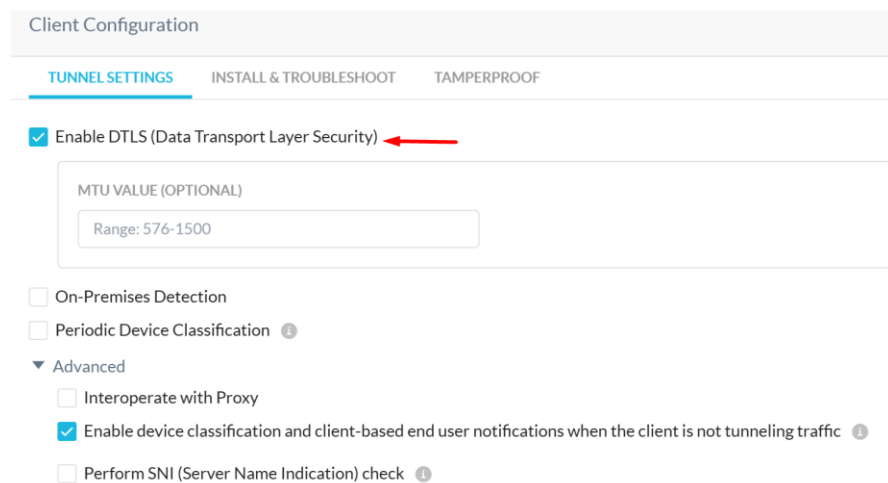 Client Configuration
TUNNEL SETTINGS INSTALL & TROUBLESHOOT TAMPERPROOF
Enable DTLS (Data Transport Layer Security)
MTU VALUE (OPTIONAL)
Range: 576-1500
On-Premises Detection
Periodic Device Classification
Advanced
Interoperate with Proxy
Enable device classification and client-based end user notifications when the client is not tunneling traffic
Perform SNI (Server Name Indication) check